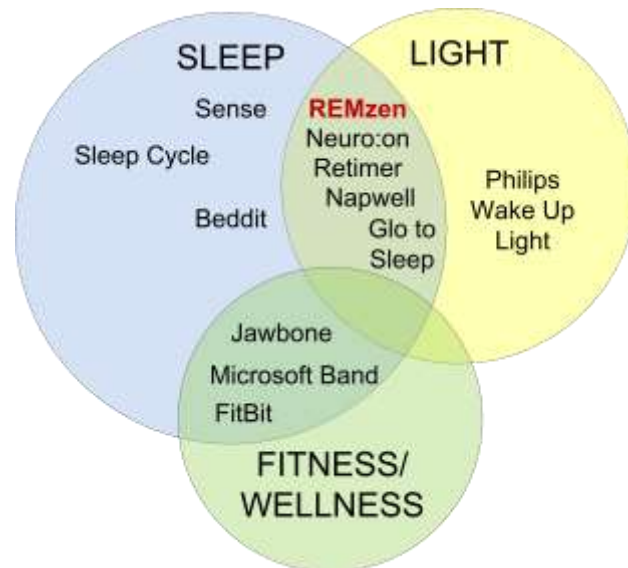 SLEEP
LIGHT
Sense
Sleep Cycle
Beddit
REMzen
Neuro:on
Retimer
Napwell
Glo to
Sleep
Philips
Wake Up
Light
Jawbone
Microsoft Band
FitBit
FITNESS/
WELLNESS